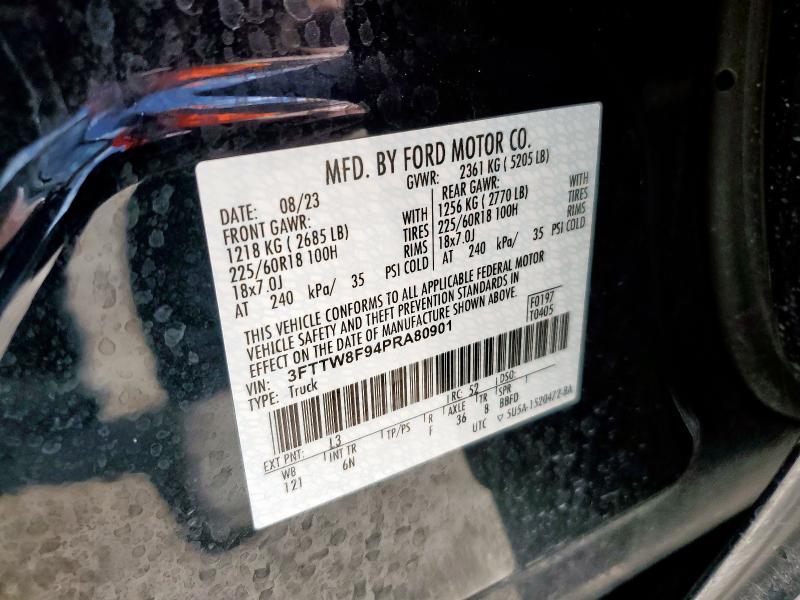 MFD. BY FORD MOTOR CO.
DATE: 08/23 GVWR: 2361 KG ( 5205 LB)
FRONT GAWR: REAR GAWR:
1218 KG ( 2685 LB) WITH 1256 KG ( 2770 LB) WITH
225/60R18 100H TIRES 225/60R18 100H TIRES
18x7.0J RIMS 18x7.0J RIMS
AT 240 kPa/ 35 PSI COLD AT 240 kPa/ 35 PSI COLD
THIS VEHICLE CONFORMS TO ALL APPLICABLE FEDERAL MOTOR
VEHICLE SAFETY AND THEFT PREVENTION STANDARDS IN
EFFECT ON THE DATE OF MANUFACTURE SHOWN ABOVE.
F0197
T0405
VIN: 3FTTW8F94PRA80901
TYPE: Truck
EXT PNT: L3 RC: 52 DSO:
WB INT TR TP/PS R AXLE TR SPR
121 6N F 36 8 BBFD
UTC 5U5A-1520472-BA